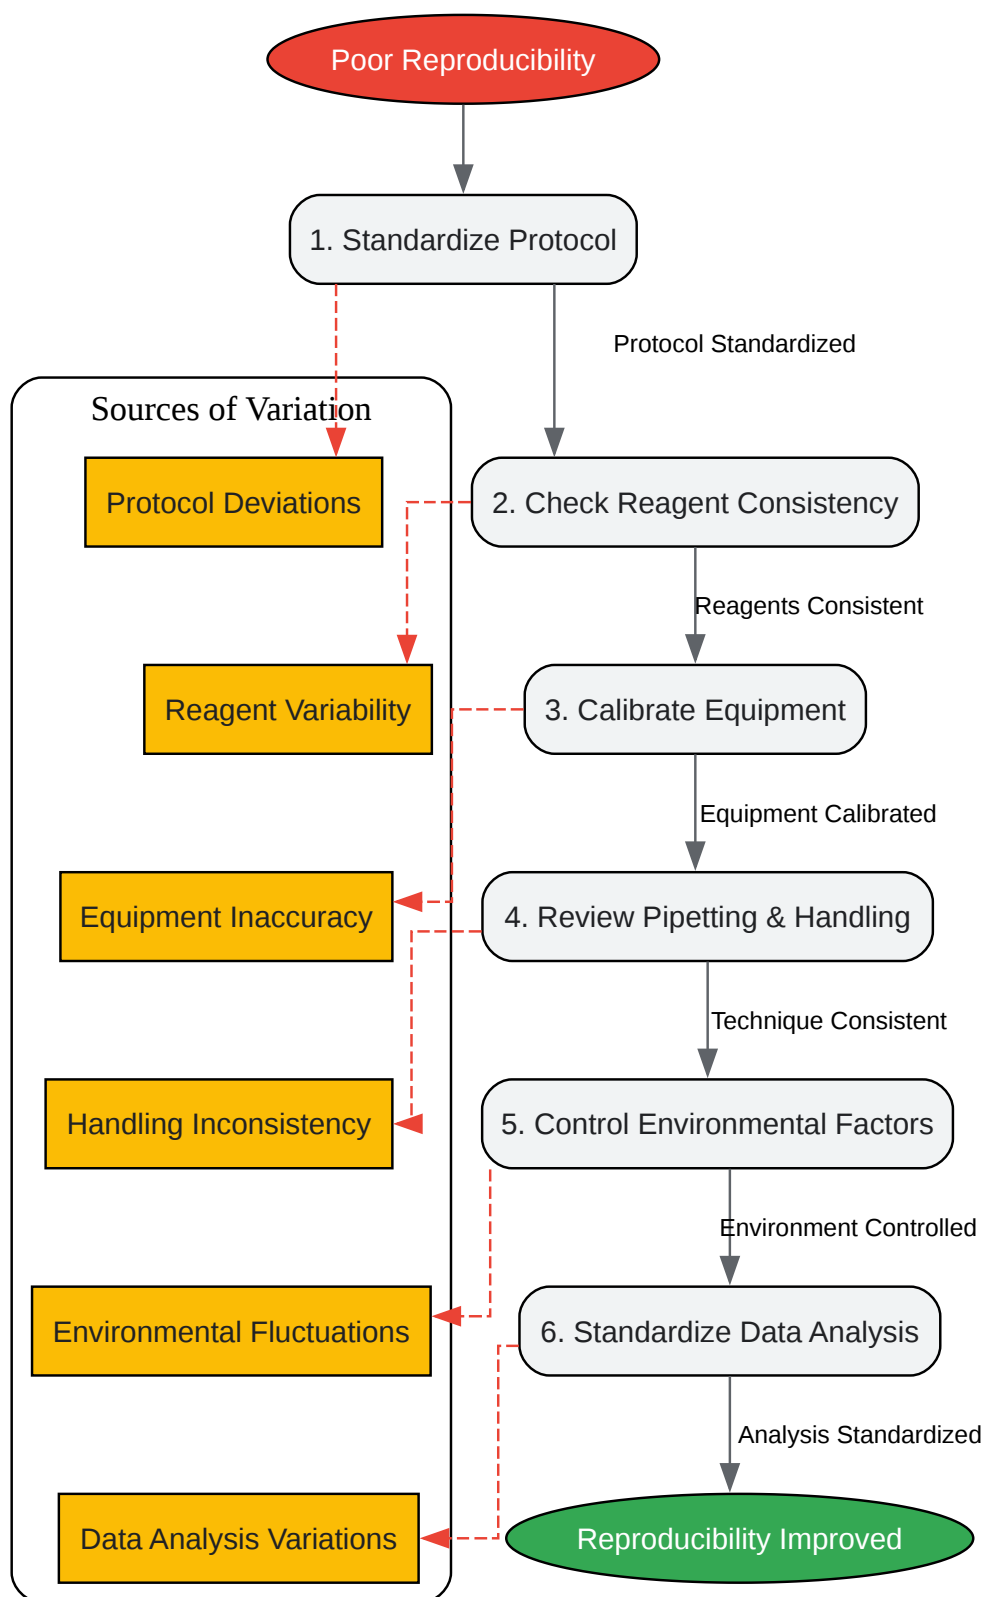 Poor Reproducibility
1. Standardize Protocol
Protocol Standardized
Sources of Variation
Protocol Deviations
2. Check Reagent Consistency
Reagents Consistent
Reagent Variability
3. Calibrate Equipment
Equipment Calibrated
Equipment Inaccuracy
4. Review Pipetting & Handling
Technique Consistent
Handling Inconsistency
5. Control Environmental Factors
Environment Controlled
Environmental Fluctuations
6. Standardize Data Analysis
Analysis Standardized
Data Analysis Variations
Reproducibility Improved